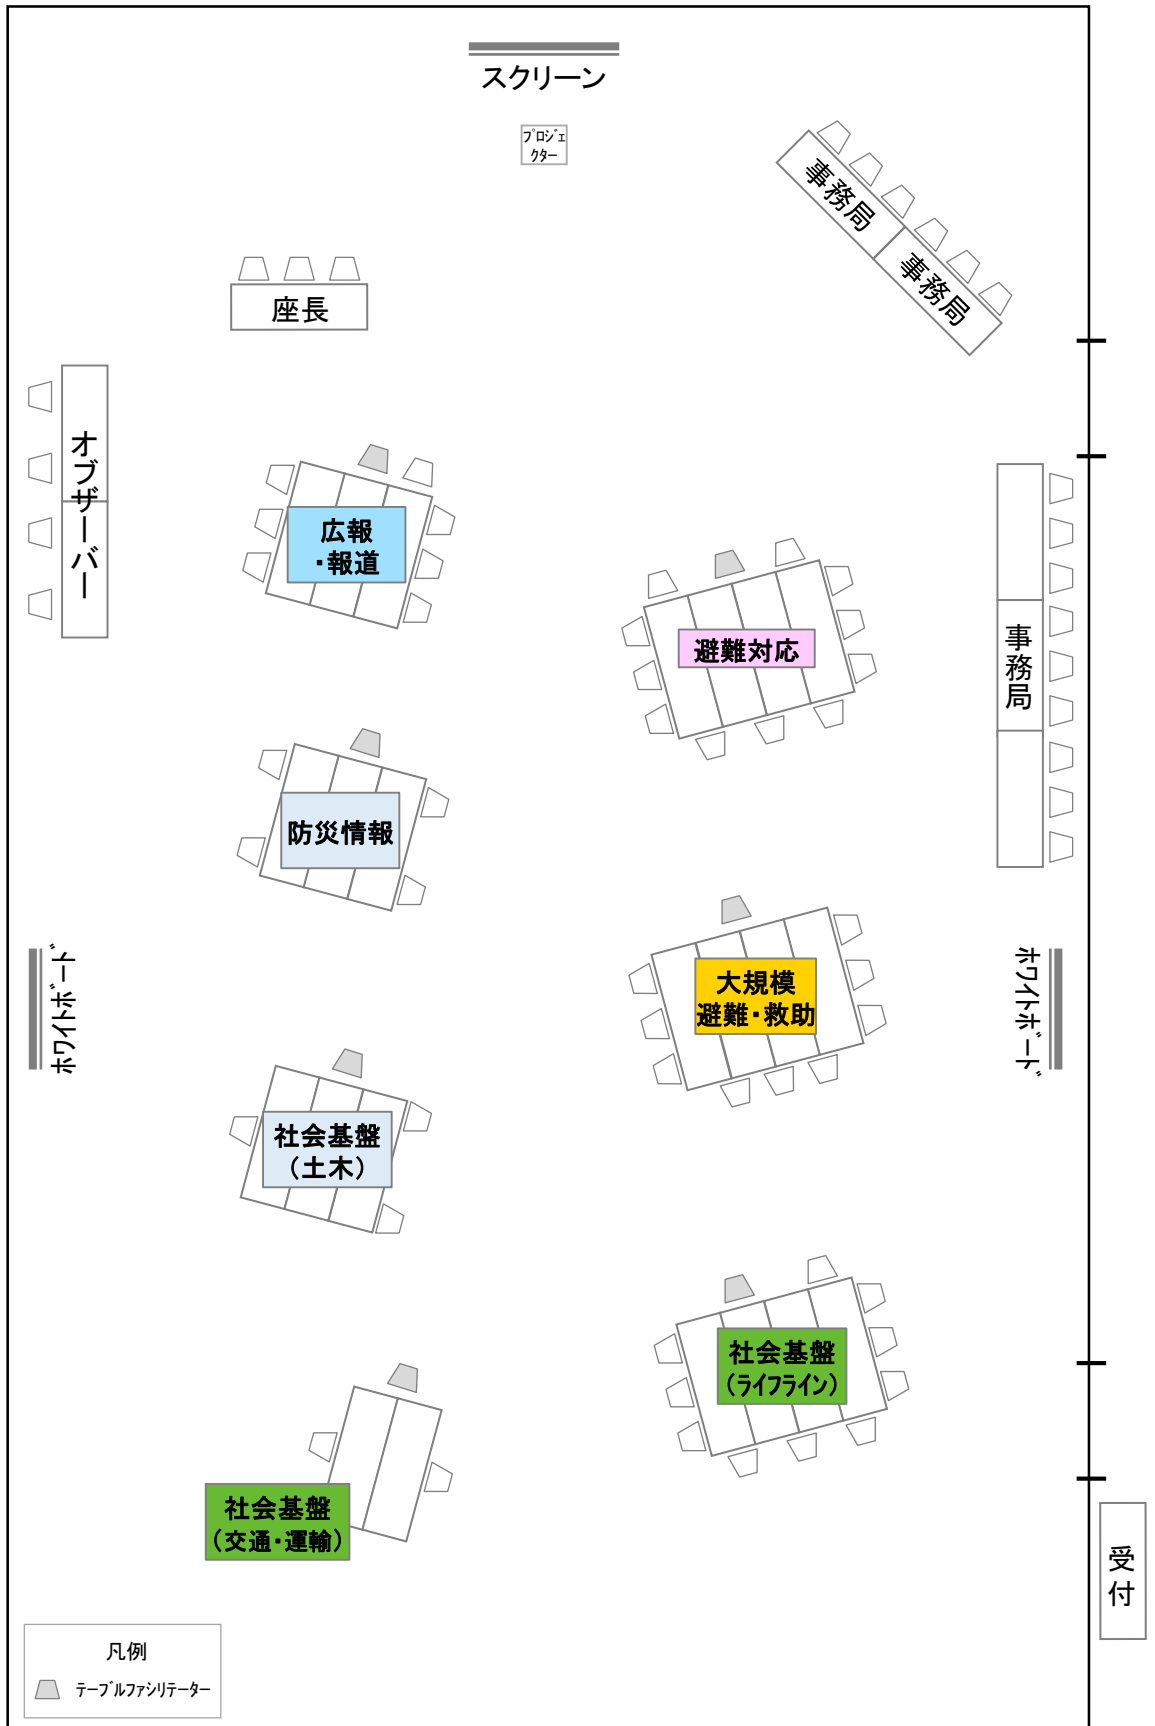 スクリーン
プロジェ
クター
事務局
事務局
座長
オブザーバー
広報
・報道
避難対応
事務局
防災情報
ホワイトボード
大規模
避難・救助
ホワイトボード
社会基盤
（土木）
社会基盤
（ライフライン）
社会基盤
（交通・運輸）
受付
凡例
テーブルファシリテーター